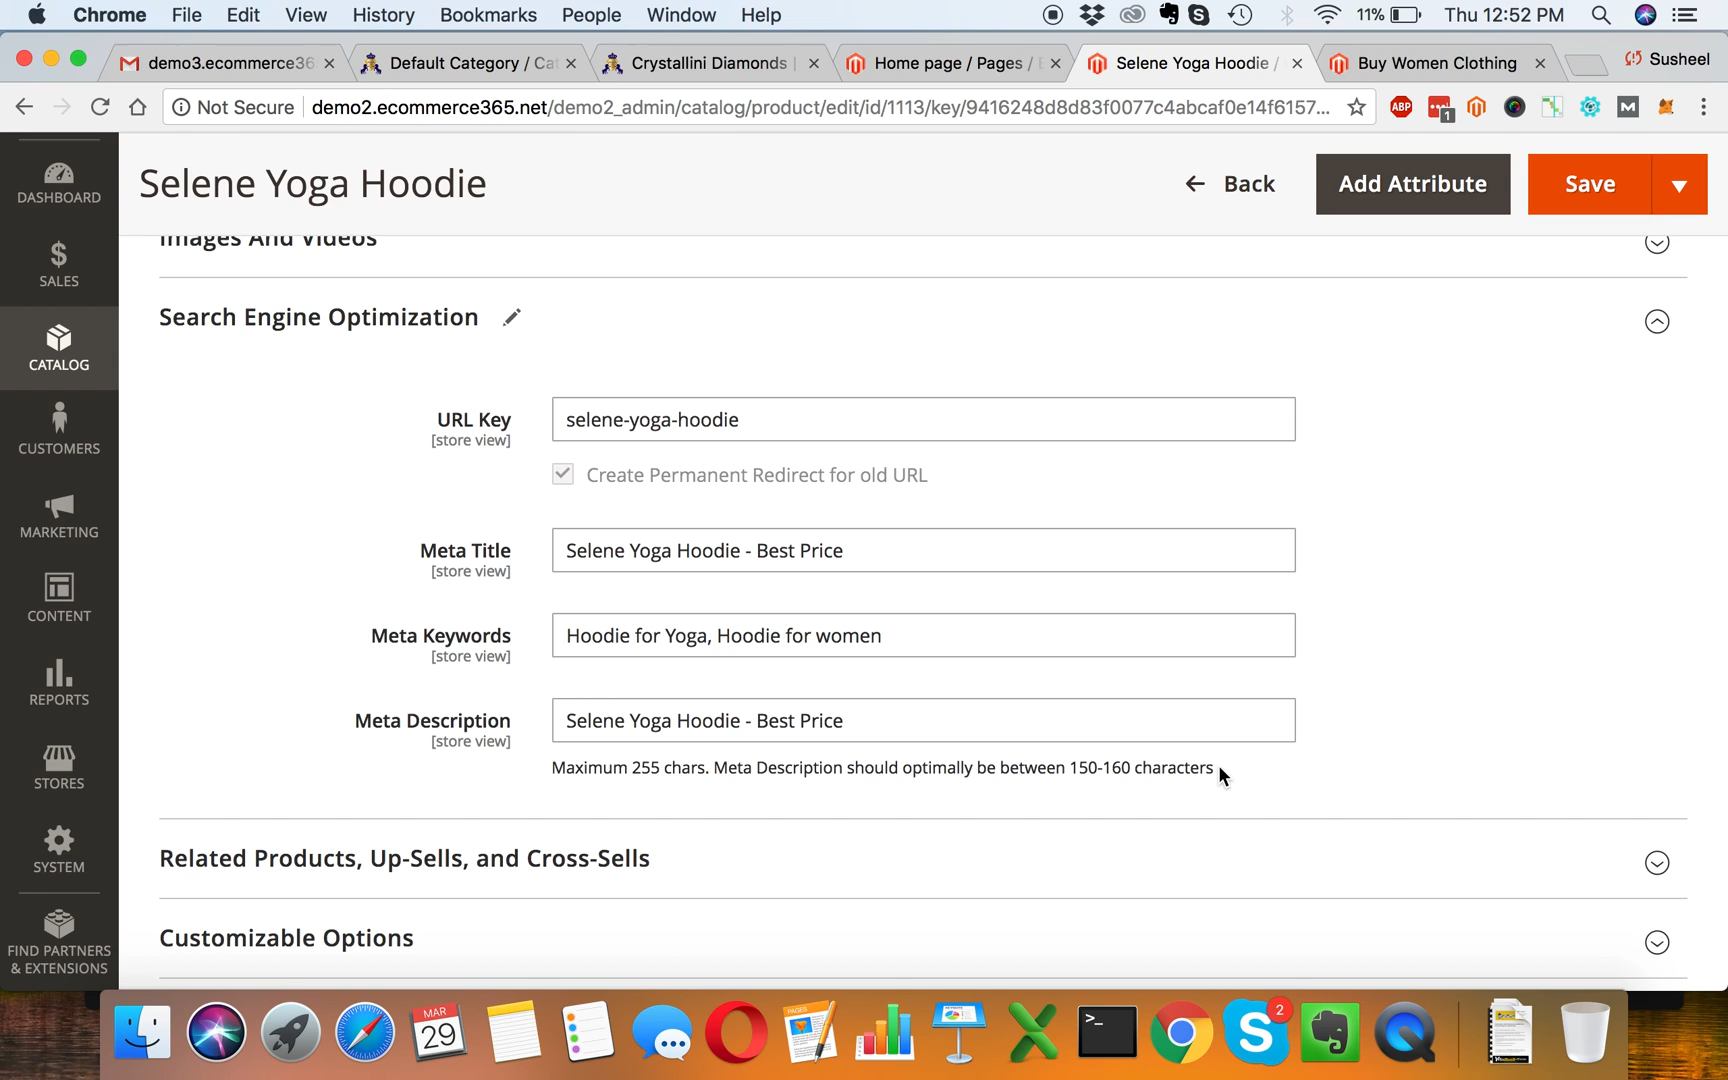 Chrome File Edit View History Bookmarks People Window Help 11% Thu 12:52 PM
demo3.ecommerce36 Default Category / Ca Crystallini Diamonds | Home page / Pages / Selene Yoga Hoodie / Buy Women Clothing Susheel
Not Secure demo2.ecommerce365.net/demo2_admin/catalog/product/edit/id/1113/key/9416248d8d83f0077c4abcaf0e14f6157... ABP 1 M
Selene Yoga Hoodie
Back
Add Attribute
Save
DASHBOARD
SALES
CATALOG
CUSTOMERS
MARKETING
CONTENT
REPORTS
STORES
SYSTEM
FIND PARTNERS
& EXTENSIONS
Images And Videos
Search Engine Optimization
URL Key selene-yoga-hoodie
[store view]
Create Permanent Redirect for old URL
Meta Title Selene Yoga Hoodie - Best Price
[store view]
Meta Keywords Hoodie for Yoga, Hoodie for women
[store view]
Meta Description Selene Yoga Hoodie - Best Price
[store view]
Maximum 255 chars. Meta Description should optimally be between 150-160 characters
Related Products, Up-Sells, and Cross-Sells
Customizable Options
MAR
29
PAGES
2